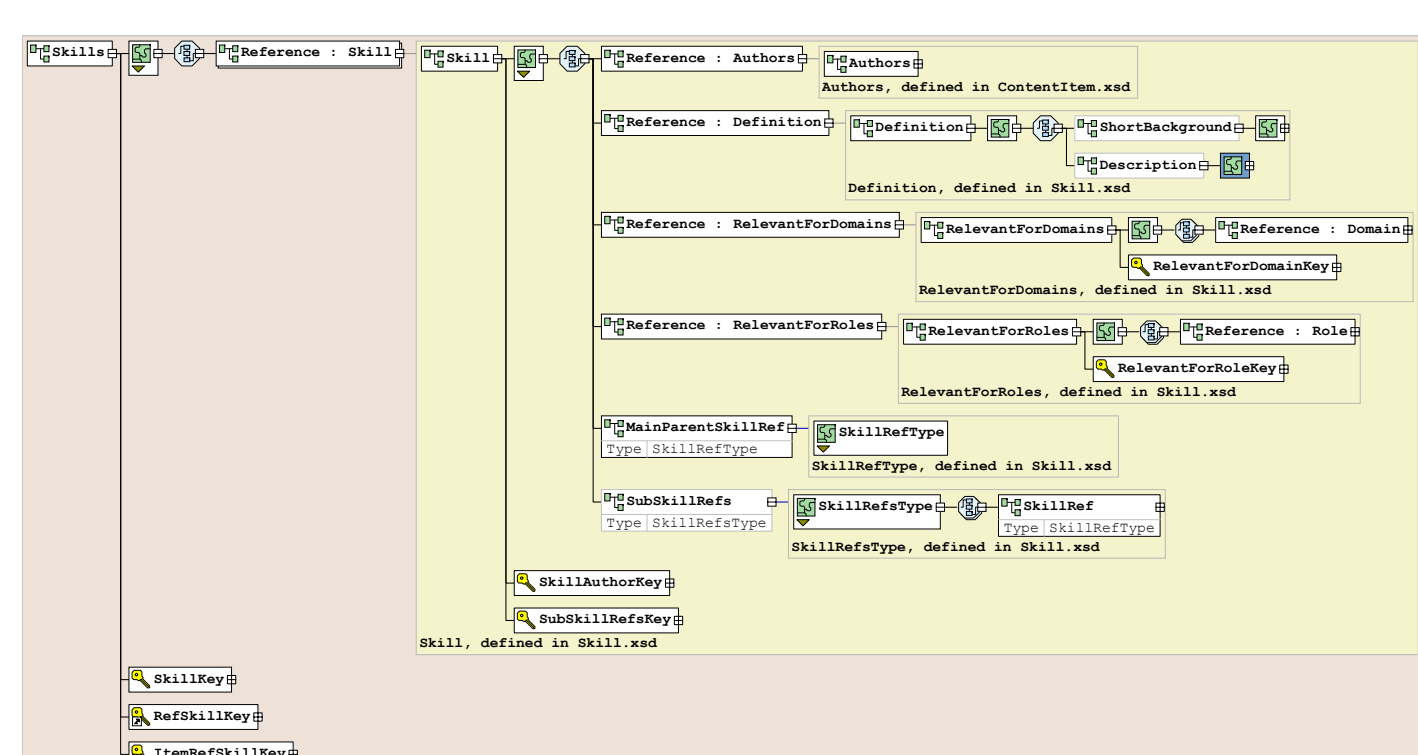 Skills
Reference : Skill
Skill
Reference : Authors
Authors
Authors, defined in ContentItem.xsd
Reference : Definition
Definition
ShortBackground
Description
Definition, defined in Skill.xsd
Reference : RelevantForDomains
RelevantForDomains
Reference : Domain
RelevantForDomainKey
RelevantForDomains, defined in Skill.xsd
Reference : RelevantForRoles
RelevantForRoles
Reference : Role
RelevantForRoleKey
RelevantForRoles, defined in Skill.xsd
MainParentSkillRef
Type SkillRefType
SkillRefType
SkillRefType, defined in Skill.xsd
SubSkillRefs
Type SkillRefsType
SkillRefsType
SkillRef
Type SkillRefType
SkillRefsType, defined in Skill.xsd
SkillAuthorKey
SubSkillRefsKey
Skill, defined in Skill.xsd
SkillKey
RefSkillKey
ItemRefSkillKey